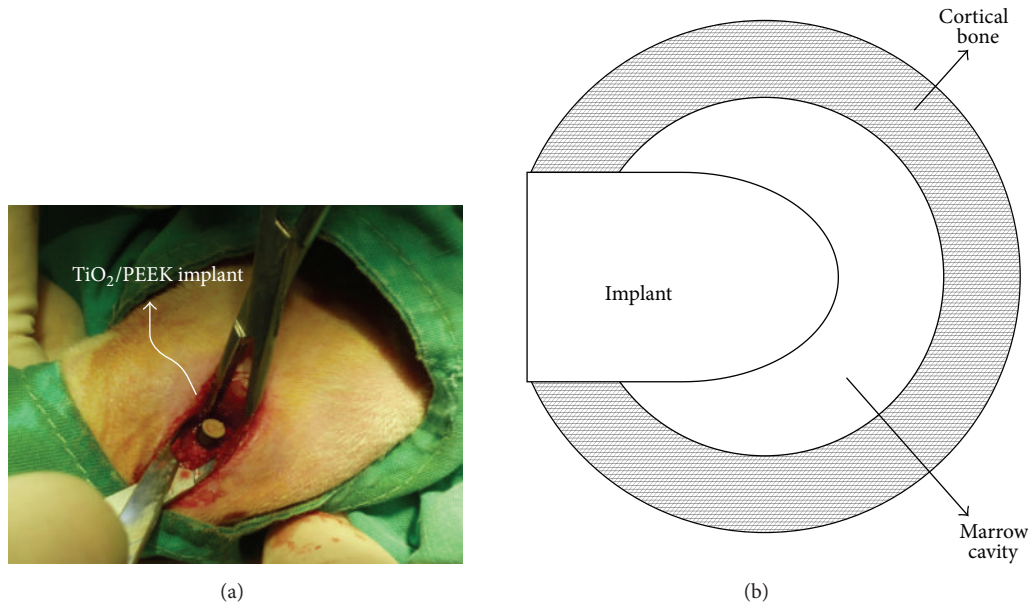 TiO₂/PEEK implant
(a)
Cortical
bone
Implant
Marrow
cavity
(b)